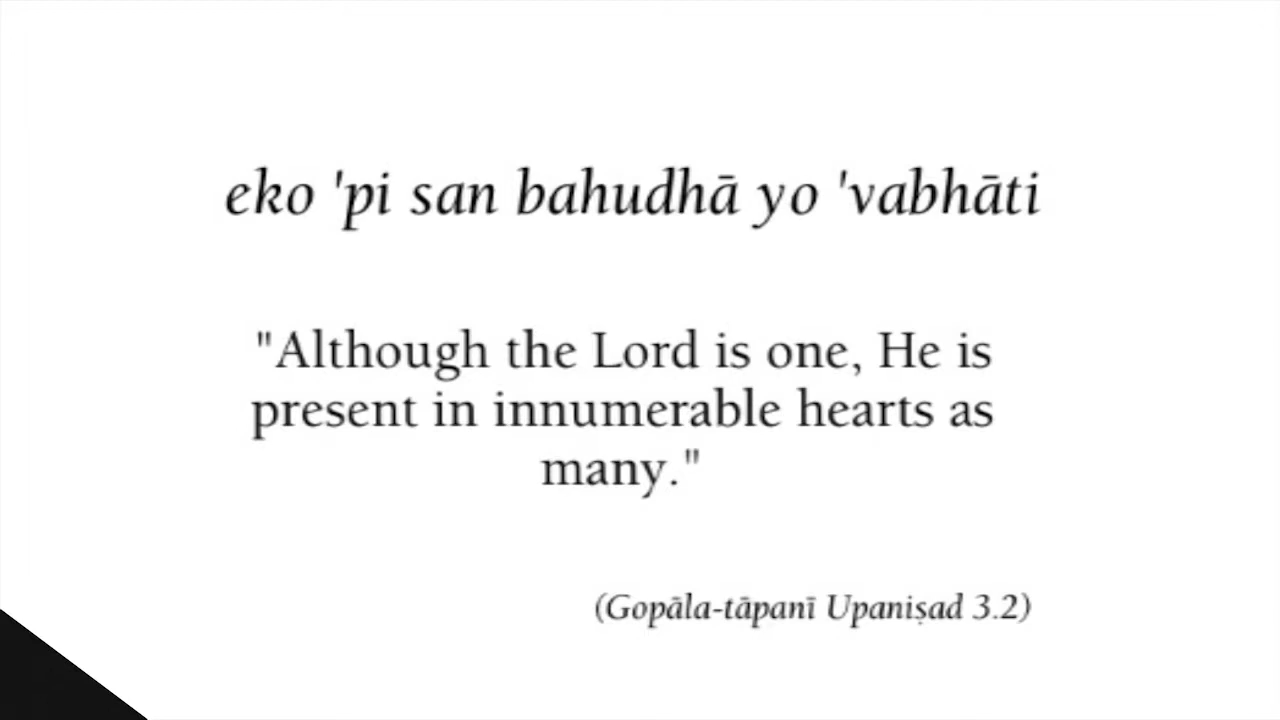 eko 'pi san bahudhā yo 'vabhāti
"Although the Lord is one, He is
present in innumerable hearts as
many."
(Gopāla-tāpanī Upaniṣad 3.2)